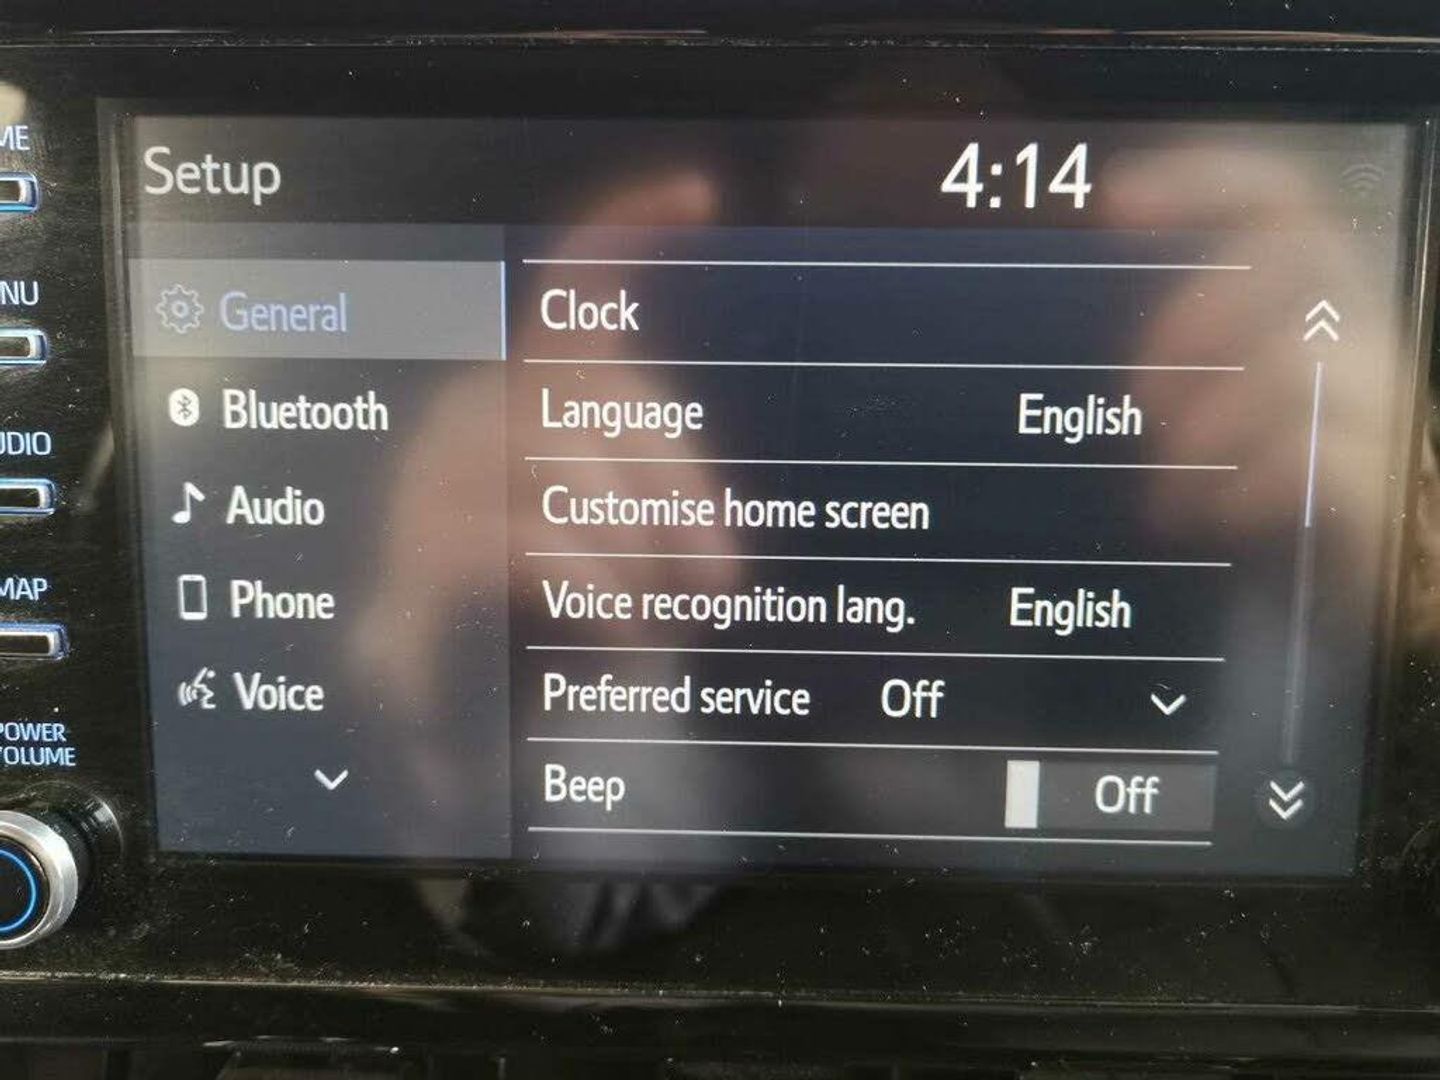 Setup 4:14
General
Bluetooth
Audio
Phone
Voice
Clock
Language English
Customise home screen
Voice recognition lang. English
Preferred service Off
Beep Off
ME
NU
UDIO
MAP
POWER
VOLUME